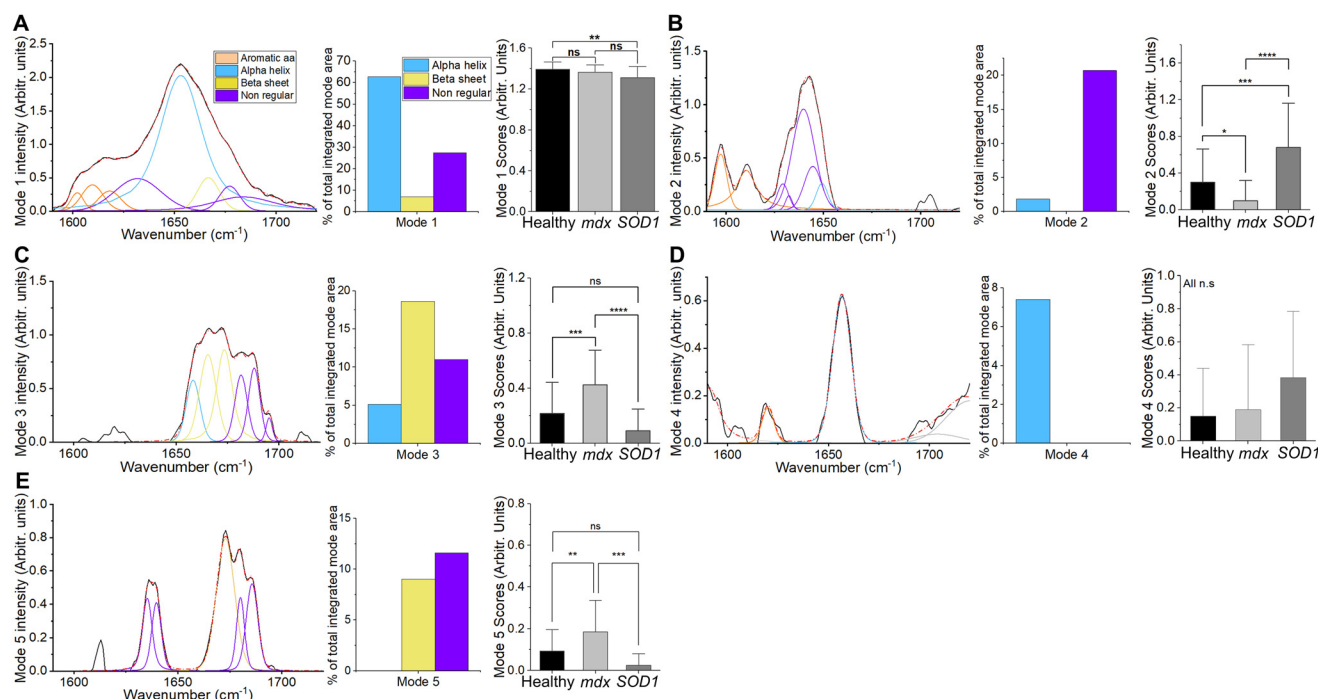 A
Mode 1 intensity (Arbitr. units)
2.5
2.0
1.5
1.0
0.5
0.0
1600
1650
1700
Wavenumber (cm-1)
Aromatic aa
Alpha helix
Beta sheet
Non regular
% of total integrated mode area
70
65
60
50
40
30
20
10
0
Mode 1
Alpha helix
Beta sheet
Non regular
Mode 1 Scores (Arbitr. Units)
1.6
1.2
0.8
0.4
0.0
**
ns
ns
Healthy mdx SOD1
B
Mode 2 intensity (Aribitr. units)
2.0
1.5
1.0
0.5
0.0
1600
1650
1700
Wavenumber (cm-1)
% of total integrated mode area
20
15
10
5
0
Mode 2
Mode 2 Scores (Arbitr. Units)
1.6
1.2
0.8
0.4
0.0
****
***
*
Healthy mdx SOD1
C
Mode 3 intensity (Arbitr. Units)
1.5
1.0
0.5
0.0
1600
1650
1700
Wavenumber (cm-1)
% of total integrated mode area
20
15
10
5
0
Mode 3
Mode 3 Scores (Arbitr. Units)
1.2
0.8
0.4
0.0
ns
****
***
Healthy mdx SOD1
D
Mode 4 intensity (Arbitr. Units)
0.6
0.4
0.2
0.0
1600
1650
1700
Wavenumber (cm-1)
% of total integrated mode area
8
7
6
5
4
3
2
1
0
Mode 4
Mode 4 Scores (Arbitr. Units)
1.0
0.8
0.6
0.4
0.2
0.0
All n.s
Healthy mdx SOD1
E
Mode 5 intensity (Arbitr. units)
1.0
0.8
0.6
0.4
0.2
0.0
1600
1650
1700
Wavenumber (cm-1)
% of total integrated mode area
15
10
5
0
Mode 5
Mode 5 Scores (Arbitr. Units)
0.8
0.6
0.4
0.2
0.0
ns
**
***
Healthy mdx SOD1